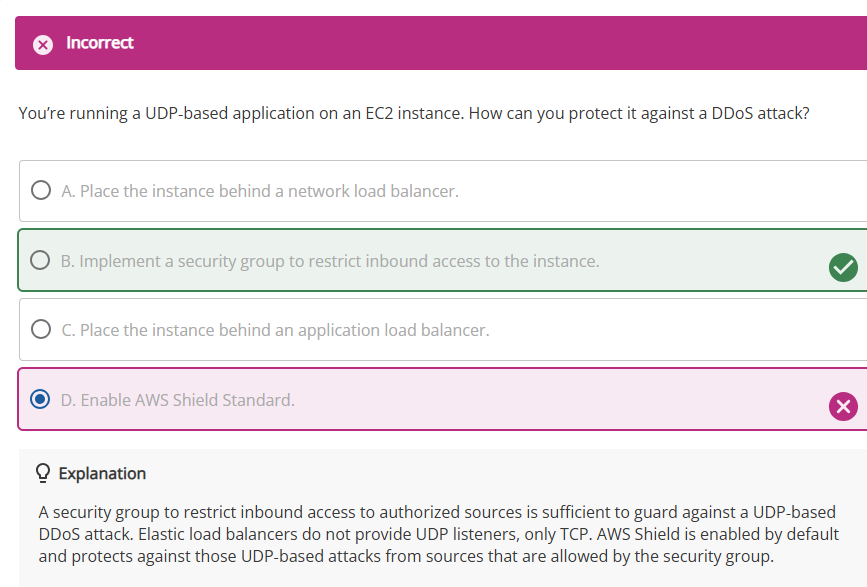 Incorrect
You’re running a UDP-based application on an EC2 instance. How can you protect it against a DDoS attack?
A. Place the instance behind a network load balancer.
B. Implement a security group to restrict inbound access to the instance.
C. Place the instance behind an application load balancer.
D. Enable AWS Shield Standard.
Explanation
A security group to restrict inbound access to authorized sources is sufficient to guard against a UDP-based
DDoS attack. Elastic load balancers do not provide UDP listeners, only TCP. AWS Shield is enabled by default
and protects against those UDP-based attacks from sources that are allowed by the security group.